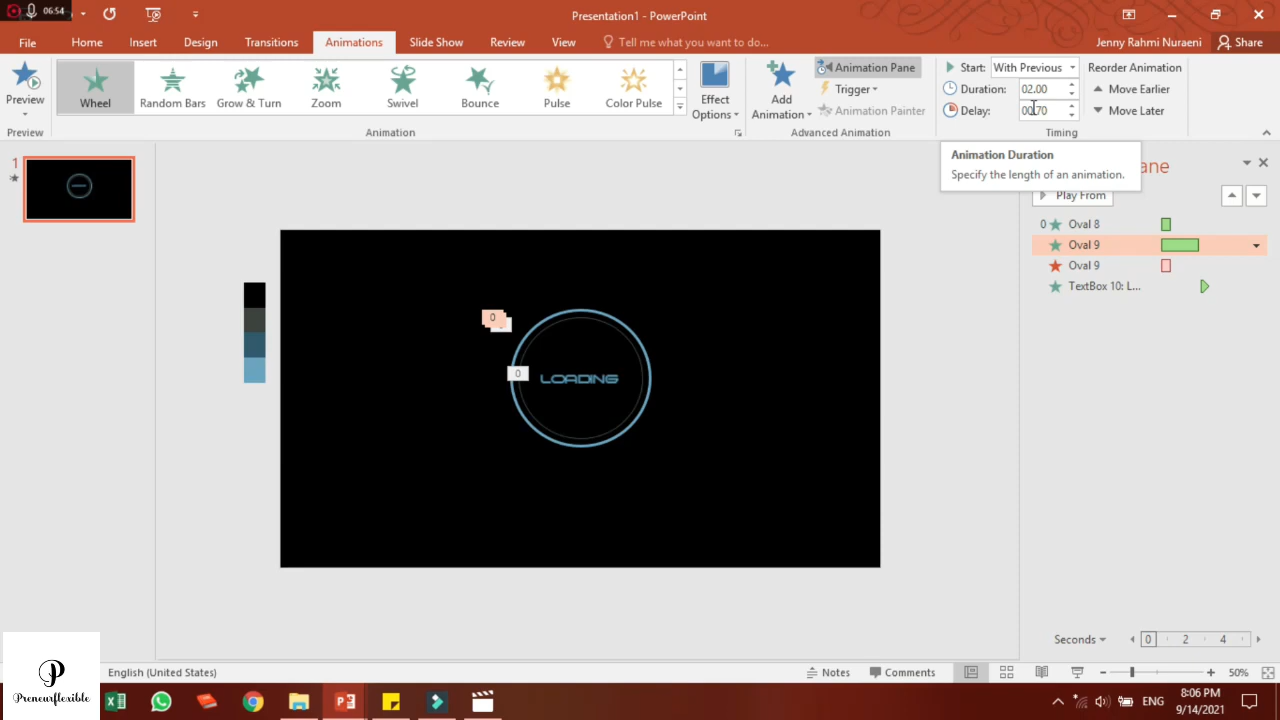 06:54
Presentation1 - PowerPoint
File
Home
Insert
Design
Transitions
Animations
Slide Show
Review
View
Tell me what you want to do...
Jenny Rahmi Nuraeni
Share
Preview
Wheel
Random Bars
Grow & Turn
Zoom
Swivel
Bounce
Pulse
Color Pulse
Effect
Options
Add
Animation
Animation Pane
Trigger
Animation Painter
Start:
With Previous
Duration:
02.00
Delay:
00.70
Reorder Animation
Move Earlier
Move Later
Preview
Animation
Advanced Animation
Timing
Animation Duration
Specify the length of an animation.
ane
Play From
1
0
Oval 8
Oval 9
Oval 9
TextBox 10: L...
0
0
LOADING
Seconds
0
2
4
English (United States)
Notes
Comments
50%
P
Preneurflexible
ENG
8:06 PM
9/14/2021